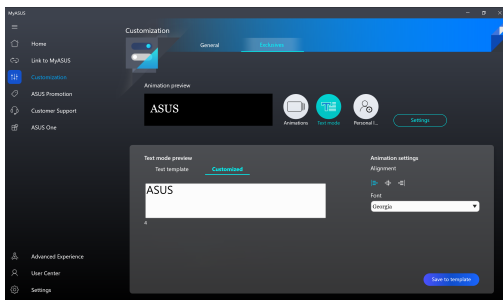 MyASUS
Customization
Home
General
Exclusives
Link to MyASUS
Customization
ASUS Promotion
Customer Support
ASUS One
Animation preview
ASUS
Animations
Text mode
Personal I...
Settings
Text mode preview
Text template
Customized
ASUS
4
Animation settings
Alignment
Font
Georgia
Save to template
Advanced Experience
User Center
Settings